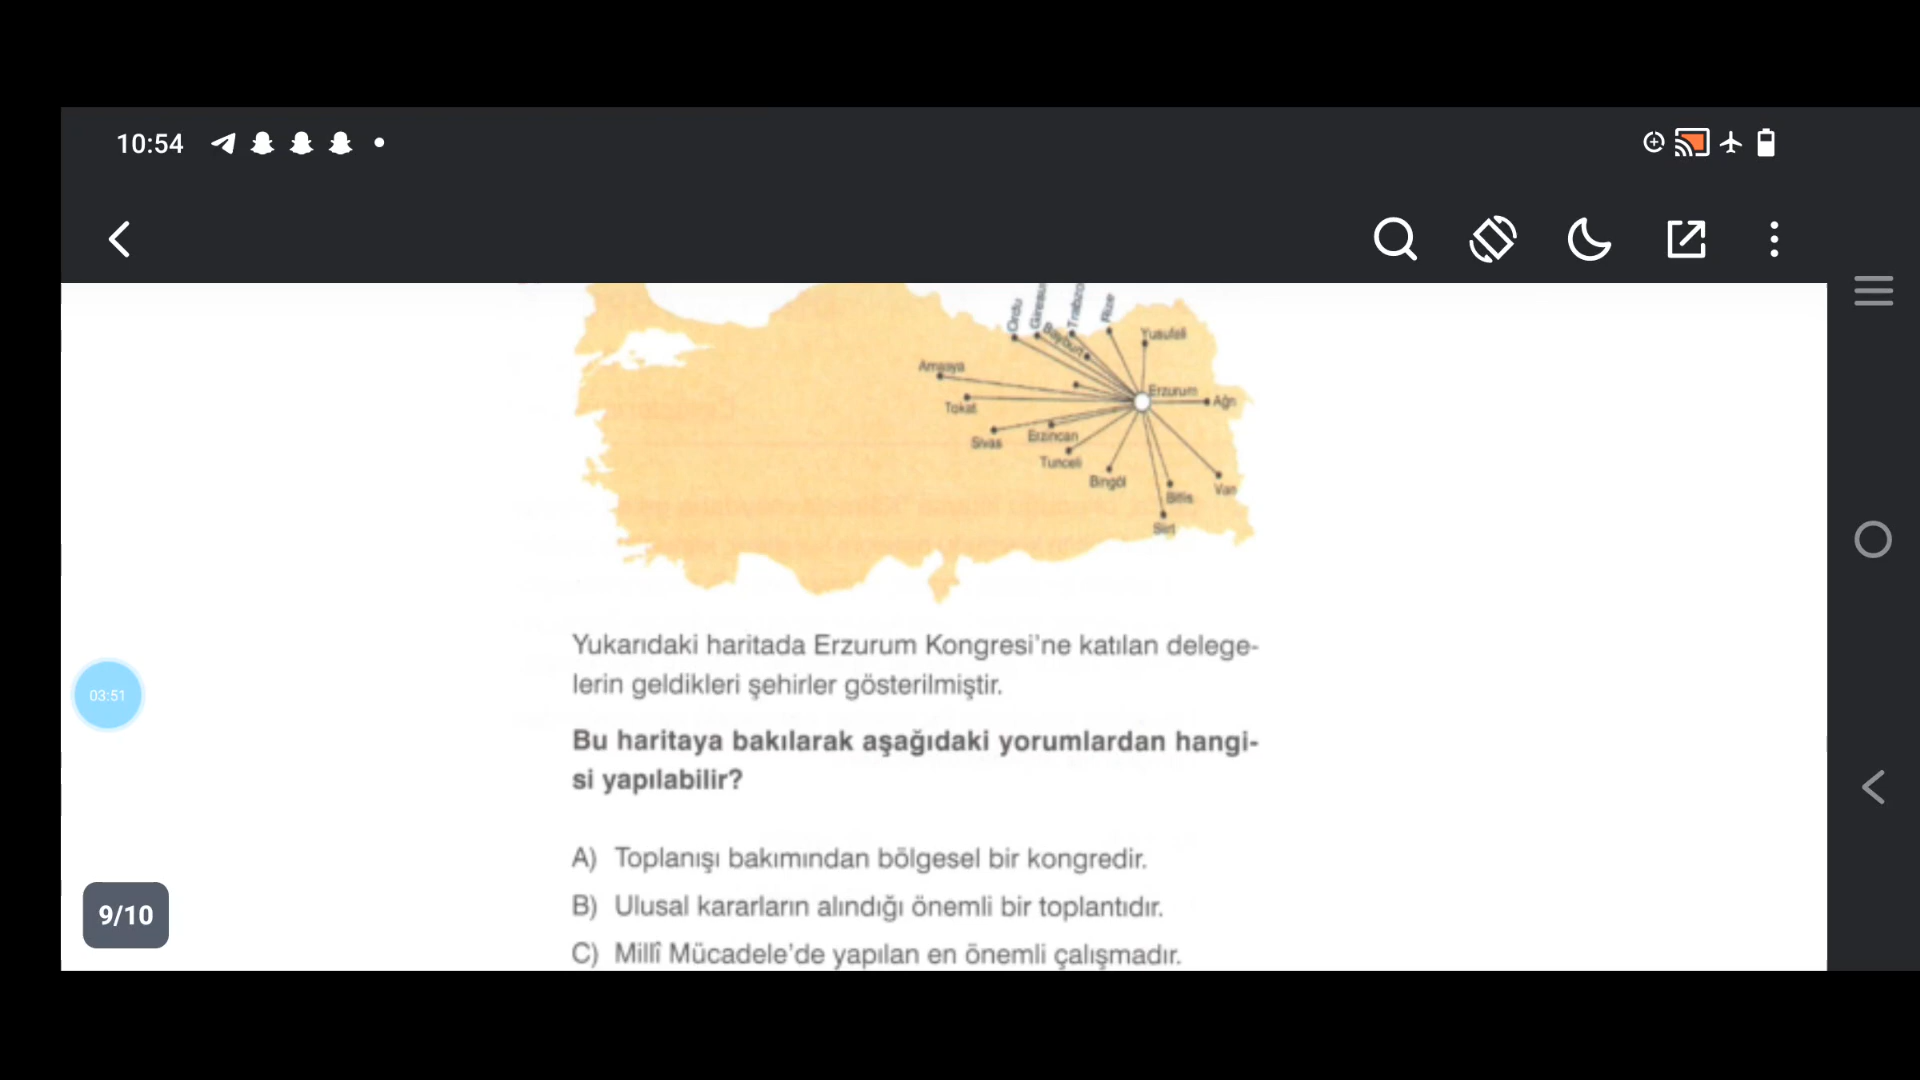 10:54
Ordu
Rize
Bayburt
Yusufeli
Amasya
Erzurum
Ağrı
Tokat
Sivas
Erzincan
Tunceli
Bingöl
Bitlis
Van
Siirt
Yukarıdaki haritada Erzurum Kongresi'ne katılan delege-
lerin geldikleri şehirler gösterilmiştir.
Bu haritaya bakılarak aşağıdaki yorumlardan hangi-
si yapılabilir?
03:51
A) Toplanışı bakımından bölgesel bir kongredir.
B) Ulusal kararların alındığı önemli bir toplantıdır.
9/10
C) Millî Mücadele'de yapılan en önemli çalışmadır.